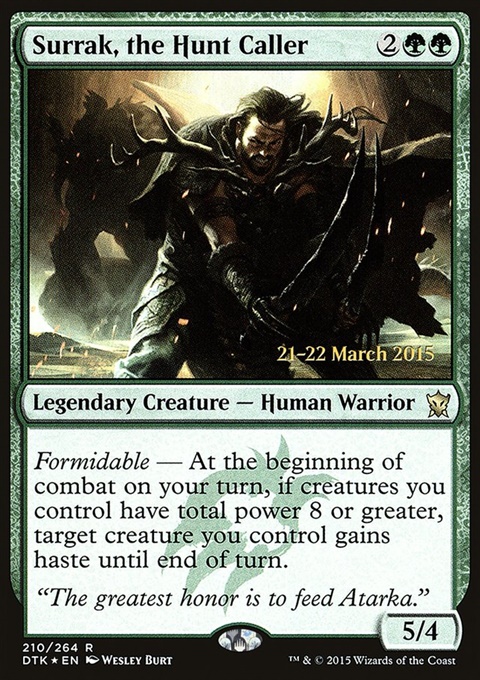 Surrak, the Hunt Caller 2
21–22 March 2015
Legendary Creature — Human Warrior
Formidable — At the beginning of
combat on your turn, if creatures you
control have total power 8 or greater,
target creature you control gains
haste until end of turn.
“The greatest honor is to feed Atarka.”
5/4
210/264 R
DTK★EN Wesley Burt
™ & © 2015 Wizards of the Coast